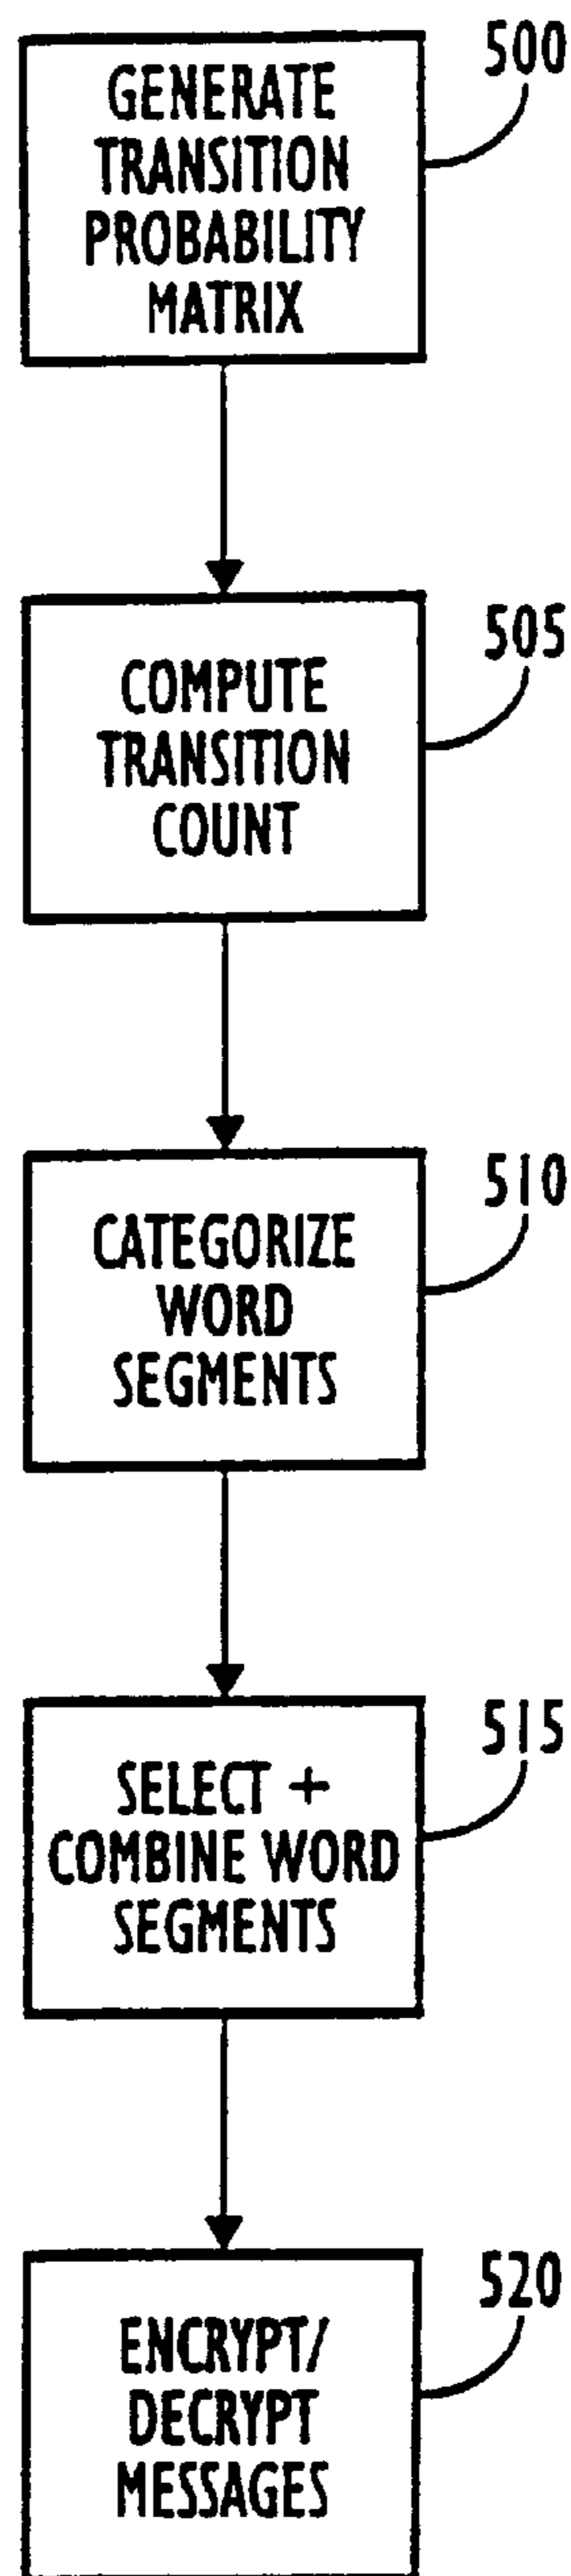 500
GENERATE
TRANSITION
PROBABILITY
MATRIX
505
COMPUTE
TRANSITION
COUNT
510
CATEGORIZE
WORD
SEGMENTS
515
SELECT +
COMBINE WORD
SEGMENTS
520
ENCRYPT/
DECRYPT
MESSAGES